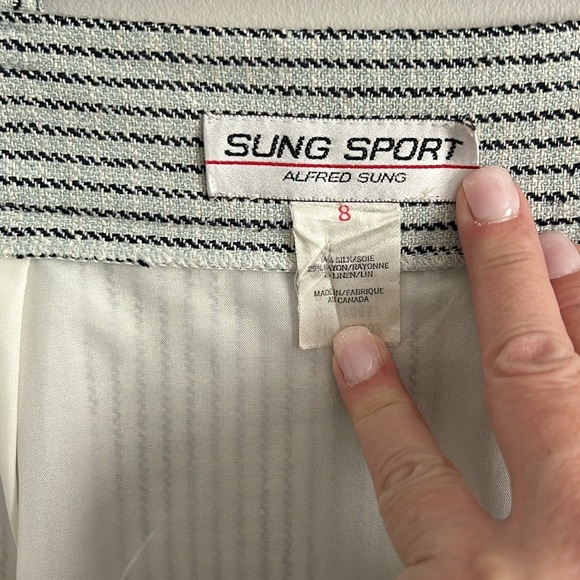 SUNG SPORT
ALFRED SUNG
8
SILK/SOIE
25% RAYON/RAYONNE
LINEN/LIN
MADE IN/FABRIQUE
AU CANADA